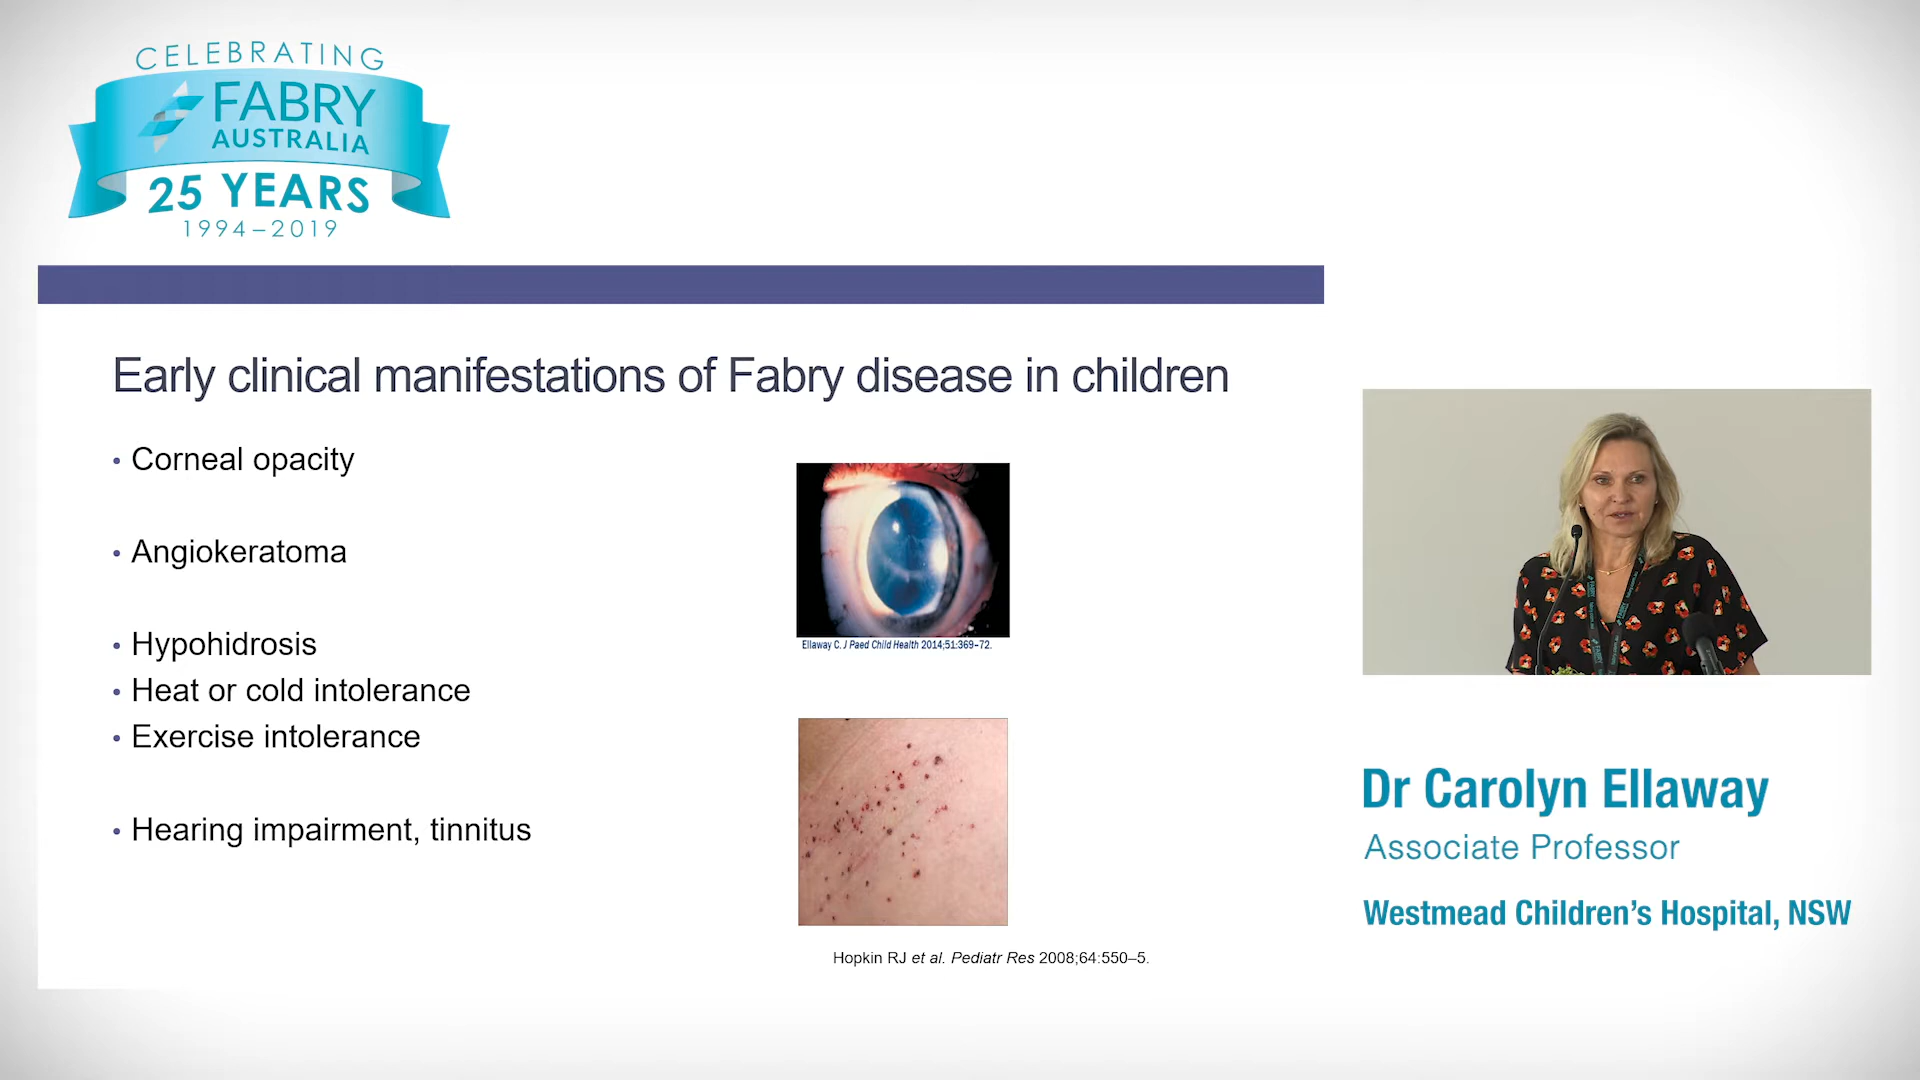 CELEBRATING
FABRY
AUSTRALIA
25 YEARS
1994–2019
Early clinical manifestations of Fabry disease in children
• Corneal opacity
• Angiokeratoma
• Hypohidrosis
• Heat or cold intolerance
• Exercise intolerance
• Hearing impairment, tinnitus
Ellaway C. J Paed Child Health 2014;51:369–72.
Hopkin RJ et al. Pediatr Res 2008;64:550–5.
FABRY
Dr Carolyn Ellaway
Associate Professor
Westmead Children's Hospital, NSW